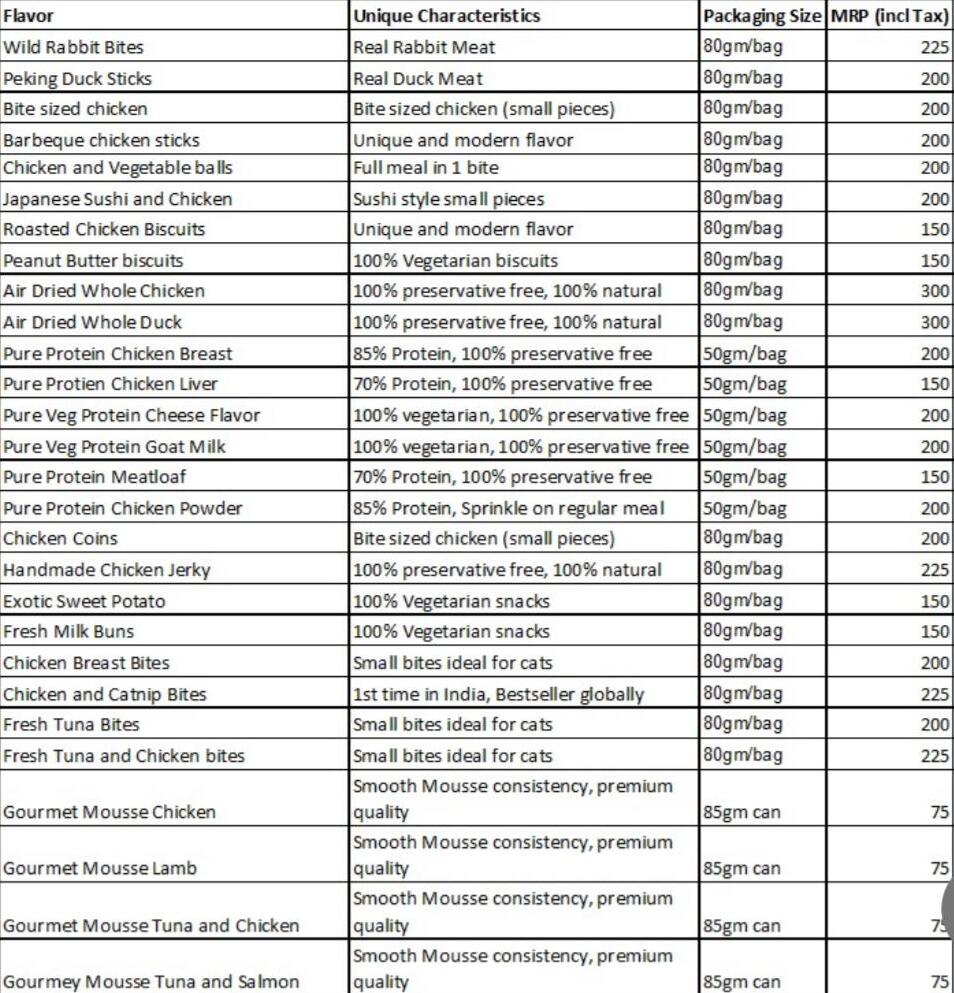 Flavor Unique Characteristics Packaging Size MRP (incl Tax)
Wild Rabbit Bites Real Rabbit Meat 80gm/bag 225
Peking Duck Sticks Real Duck Meat 80gm/bag 200
Bite sized chicken Bite sized chicken (small pieces) 80gm/bag 200
Barbeque chicken sticks Unique and modern flavor 80gm/bag 200
Chicken and Vegetable balls Full meal in 1 bite 80gm/bag 200
Japanese Sushi and Chicken Sushi style small pieces 80gm/bag 200
Roasted Chicken Biscuits Unique and modern flavor 80gm/bag 150
Peanut Butter biscuits 100% Vegetarian biscuits 80gm/bag 150
Air Dried Whole Chicken 100% preservative free, 100% natural 80gm/bag 300
Air Dried Whole Duck 100% preservative free, 100% natural 80gm/bag 300
Pure Protein Chicken Breast 85% Protein, 100% preservative free 50gm/bag 200
Pure Protien Chicken Liver 70% Protein, 100% preservative free 50gm/bag 150
Pure Veg Protein Cheese Flavor 100% vegetarian, 100% preservative free 50gm/bag 200
Pure Veg Protein Goat Milk 100% vegetarian, 100% preservative free 50gm/bag 200
Pure Protein Meatloaf 70% Protein, 100% preservative free 50gm/bag 150
Pure Protein Chicken Powder 85% Protein, Sprinkle on regular meal 50gm/bag 200
Chicken Coins Bite sized chicken (small pieces) 80gm/bag 200
Handmade Chicken Jerky 100% preservative free, 100% natural 80gm/bag 225
Exotic Sweet Potato 100% Vegetarian snacks 80gm/bag 150
Fresh Milk Buns 100% Vegetarian snacks 80gm/bag 150
Chicken Breast Bites Small bites ideal for cats 80gm/bag 200
Chicken and Catnip Bites 1st time in India, Bestseller globally 80gm/bag 225
Fresh Tuna Bites Small bites ideal for cats 80gm/bag 200
Fresh Tuna and Chicken bites Small bites ideal for cats 80gm/bag 225
Smooth Mousse consistency, premium
Gourmet Mousse Chicken quality 85gm can 75
Smooth Mousse consistency, premium
Gourmet Mousse Lamb quality 85gm can 75
Smooth Mousse consistency, premium
Gourmet Mousse Tuna and Chicken quality 85gm can 75
Smooth Mousse consistency, premium
Gourmey Mousse Tuna and Salmon quality 85gm can 75